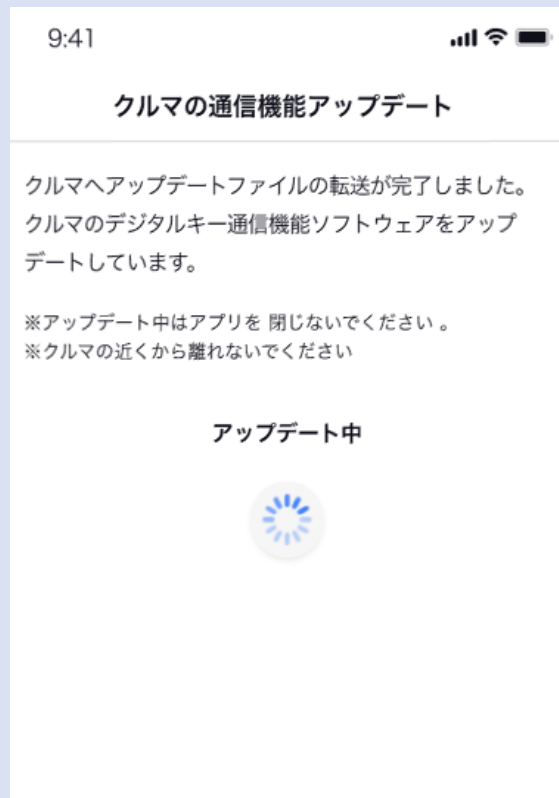 9:41
クルマの通信機能アップデート
クルマへアップデートファイルの転送が完了しました。
クルマのデジタルキー通信機能ソフトウェアをアップ
デートしています。
※アップデート中はアプリを 閉じないでください 。
※クルマの近くから離れないでください
アップデート中